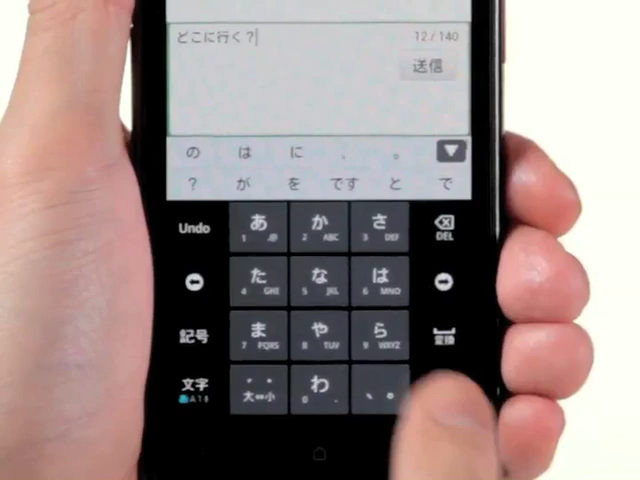 どこに行く?
12/140
送信
の は に 、 。
? が を です と で
Undo あ 1 .@ か 2 ABC さ 3 DEF DEL
た 4 GHI な 5 JKL は 6 MNO
記号 ま 7 PQRS や 8 TUV ら 9 WXYZ 変換
文字 あA1 大⇔小 わ 0 、。